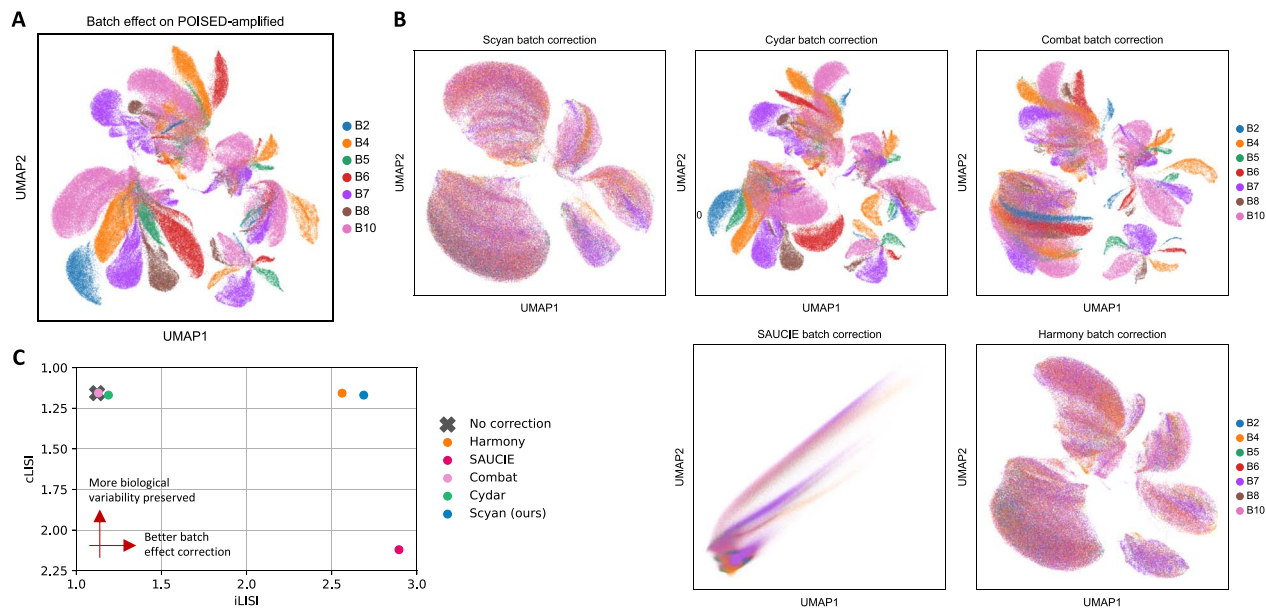 A
Batch effect on POISED-amplified
UMAP2
UMAP1
B2
B4
B5
B6
B7
B8
B10
B
Scyan batch correction
UMAP2
UMAP1
Cydar batch correction
UMAP2
0
UMAP1
Combat batch correction
UMAP2
UMAP1
B2
B4
B5
B6
B7
B8
B10
SAUCIE batch correction
UMAP2
UMAP1
Harmony batch correction
UMAP2
UMAP1
B2
B4
B5
B6
B7
B8
B10
C
cLISI
1.00
1.25
1.50
1.75
2.00
2.25
More biological
variability preserved
Better batch
effect correction
1.0
1.5
2.0
2.5
3.0
iLISI
No correction
Harmony
SAUCIE
Combat
Cydar
Scyan (ours)